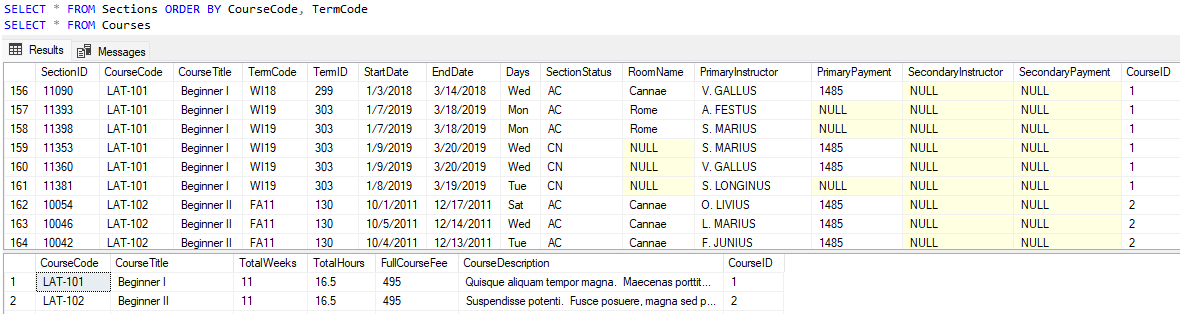 SELECT * FROM Sections ORDER BY CourseCode, TermCode
SELECT * FROM Courses
Results Messages
SectionID CourseCode CourseTitle TermCode TermID StartDate EndDate Days SectionStatus RoomName PrimaryInstructor PrimaryPayment SecondaryInstructor SecondaryPayment CourseID
156 11090 LAT-101 Beginner I WI18 299 1/3/2018 3/14/2018 Wed AC Cannae V. GALLUS 1485 NULL NULL 1
157 11393 LAT-101 Beginner I WI19 303 1/7/2019 3/18/2019 Mon AC Rome A. FESTUS NULL NULL NULL 1
158 11398 LAT-101 Beginner I WI19 303 1/7/2019 3/18/2019 Mon AC Rome S. MARIUS NULL NULL NULL 1
159 11353 LAT-101 Beginner I WI19 303 1/9/2019 3/20/2019 Wed CN NULL S. MARIUS 1485 NULL NULL 1
160 11360 LAT-101 Beginner I WI19 303 1/9/2019 3/20/2019 Wed CN NULL V. GALLUS 1485 NULL NULL 1
161 11381 LAT-101 Beginner I WI19 303 1/8/2019 3/19/2019 Tue CN NULL S. LONGINUS NULL NULL NULL 1
162 10054 LAT-102 Beginner II FA11 130 10/1/2011 12/17/2011 Sat AC Cannae O. LIVIUS 1485 NULL NULL 2
163 10046 LAT-102 Beginner II FA11 130 10/5/2011 12/14/2011 Wed AC Cannae L. MARIUS 1485 NULL NULL 2
164 10042 LAT-102 Beginner II FA11 130 10/4/2011 12/13/2011 Tue AC Cannae F. JUNIUS 1485 NULL NULL 2
CourseCode CourseTitle TotalWeeks TotalHours FullCourseFee CourseDescription CourseID
1 LAT-101 Beginner I 11 16.5 495 Quisque aliquam tempor magna. Maecenas porttit... 1
2 LAT-102 Beginner II 11 16.5 495 Suspendisse potenti. Fusce posuere, magna sed p... 2